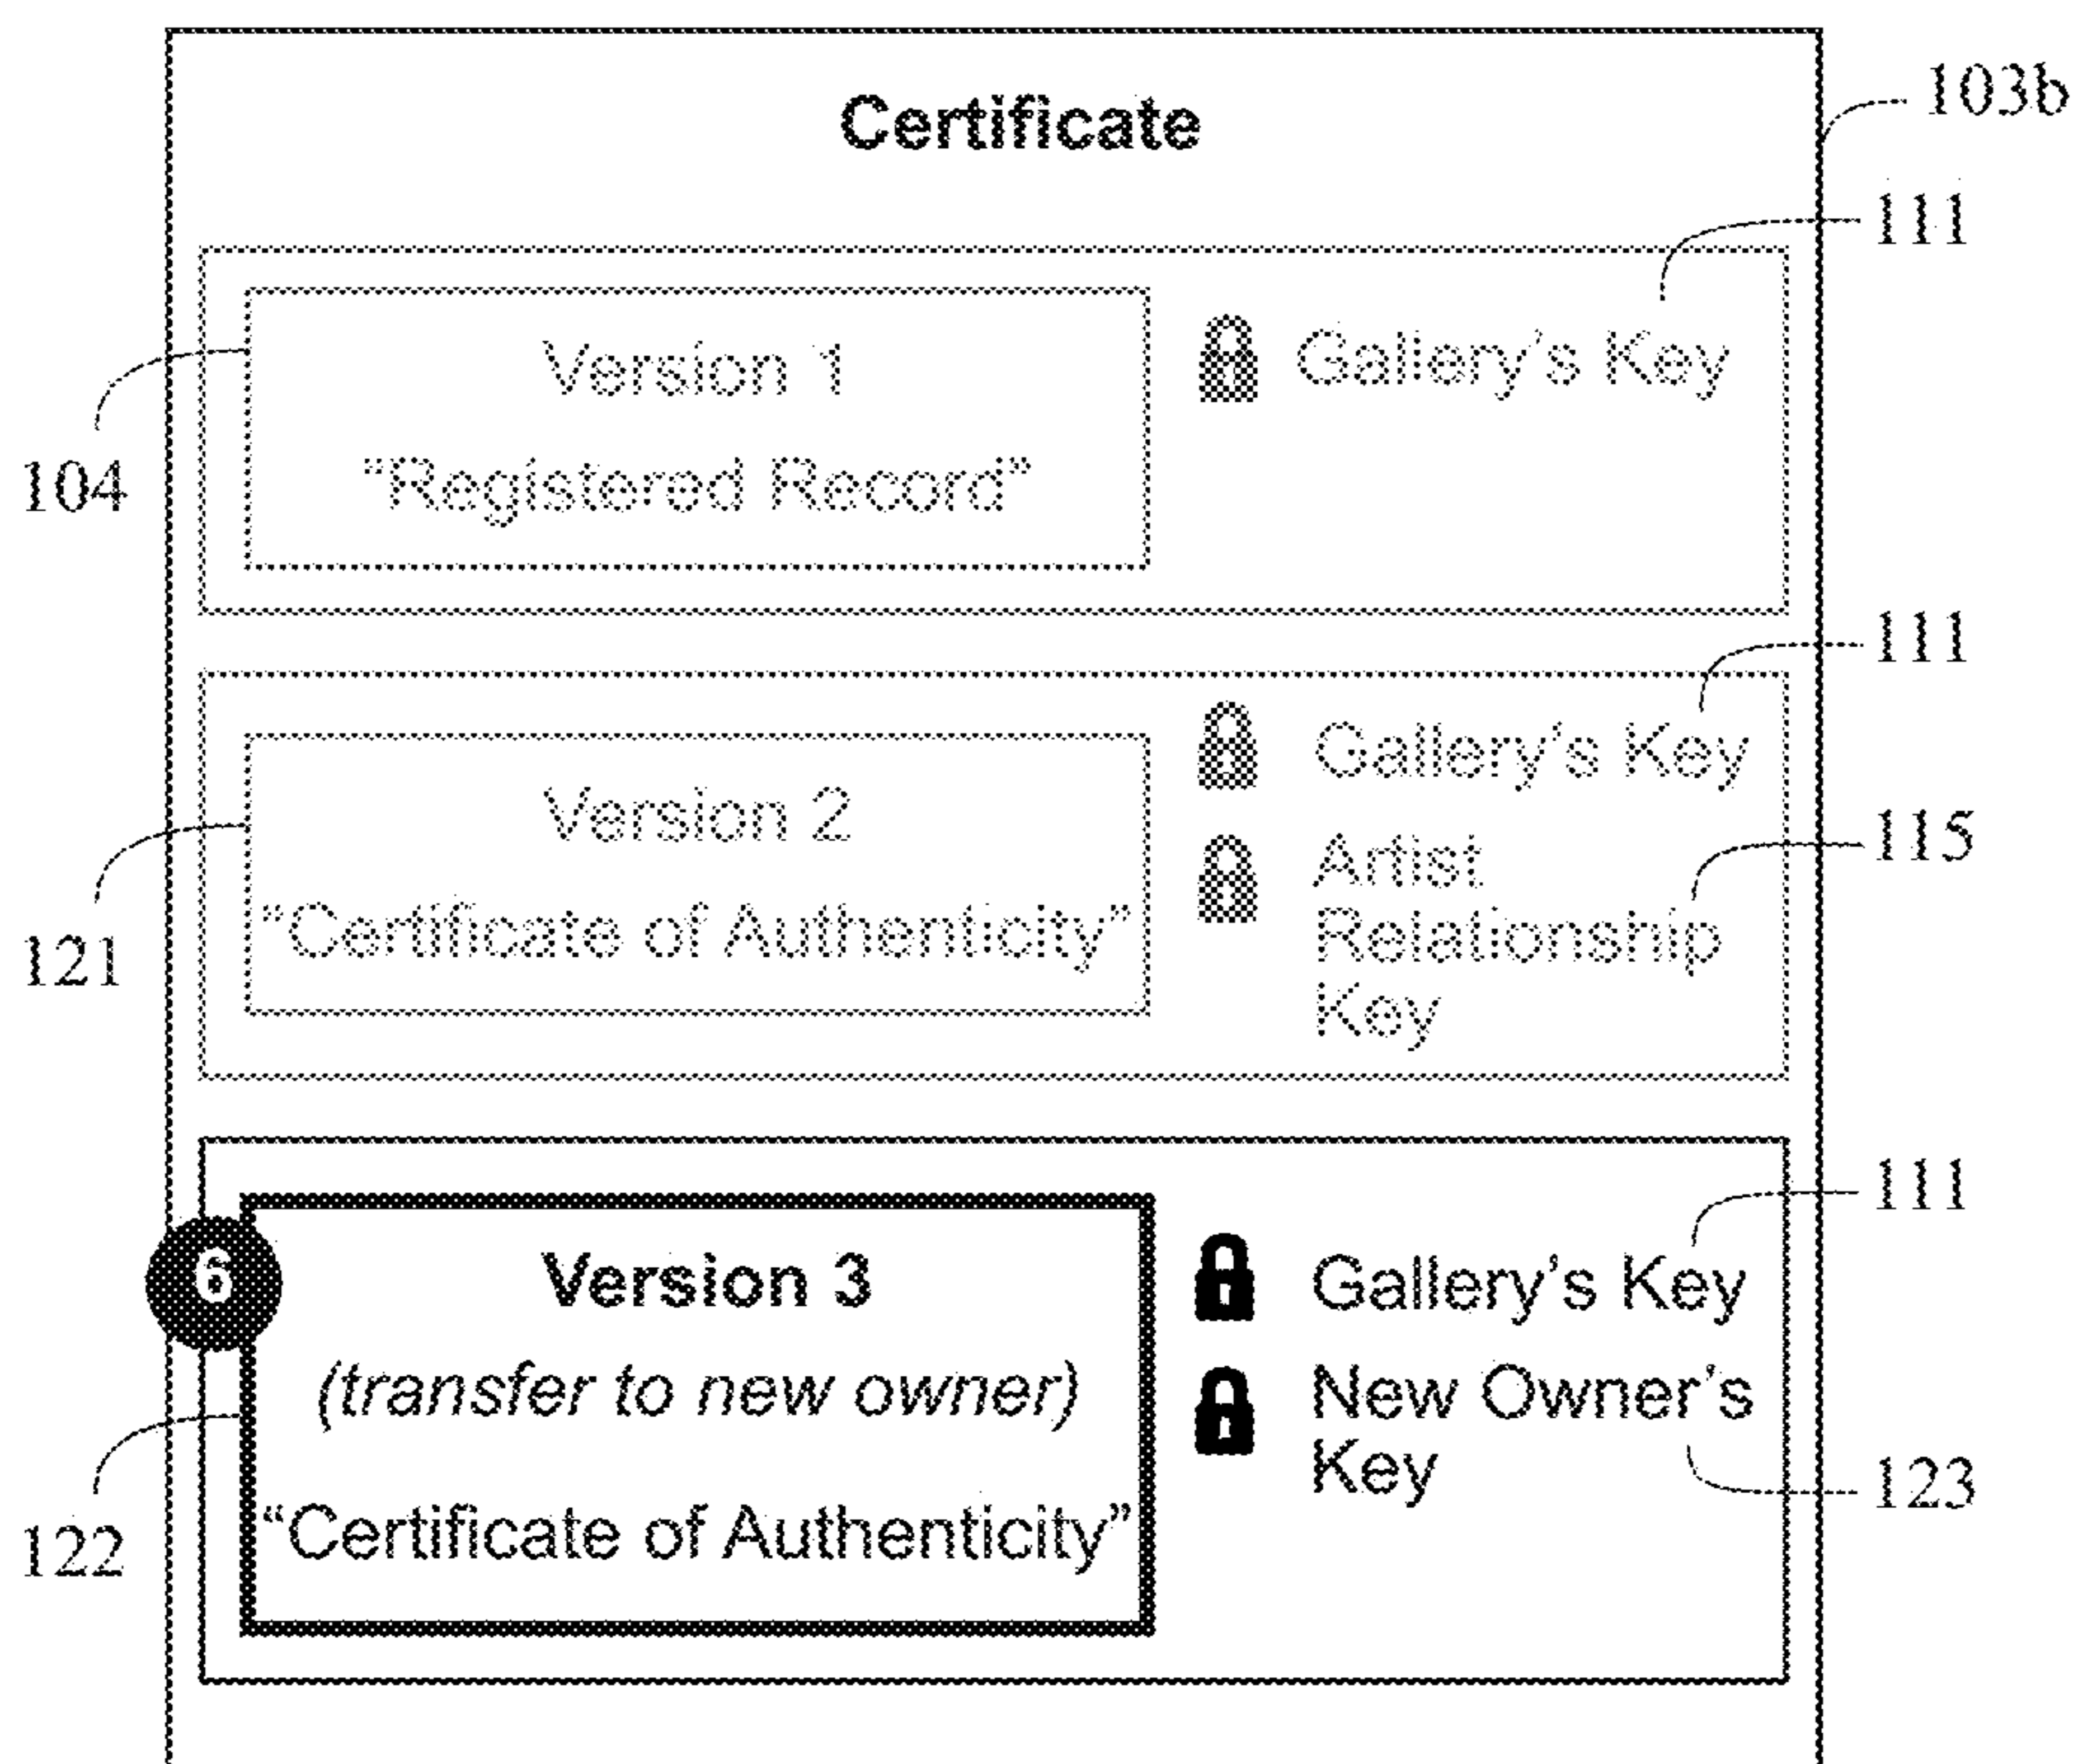 Certificate
103b
111
Version 1
Gallery's Key
"Registered Record"
104
111
Gallery's Key
Version 2
Artist
115
Relationship
Key
"Certificate of Authenticity"
121
111
6
Version 3
Gallery's Key
(transfer to new owner)
New Owner's
Key
123
"Certificate of Authenticity"
122